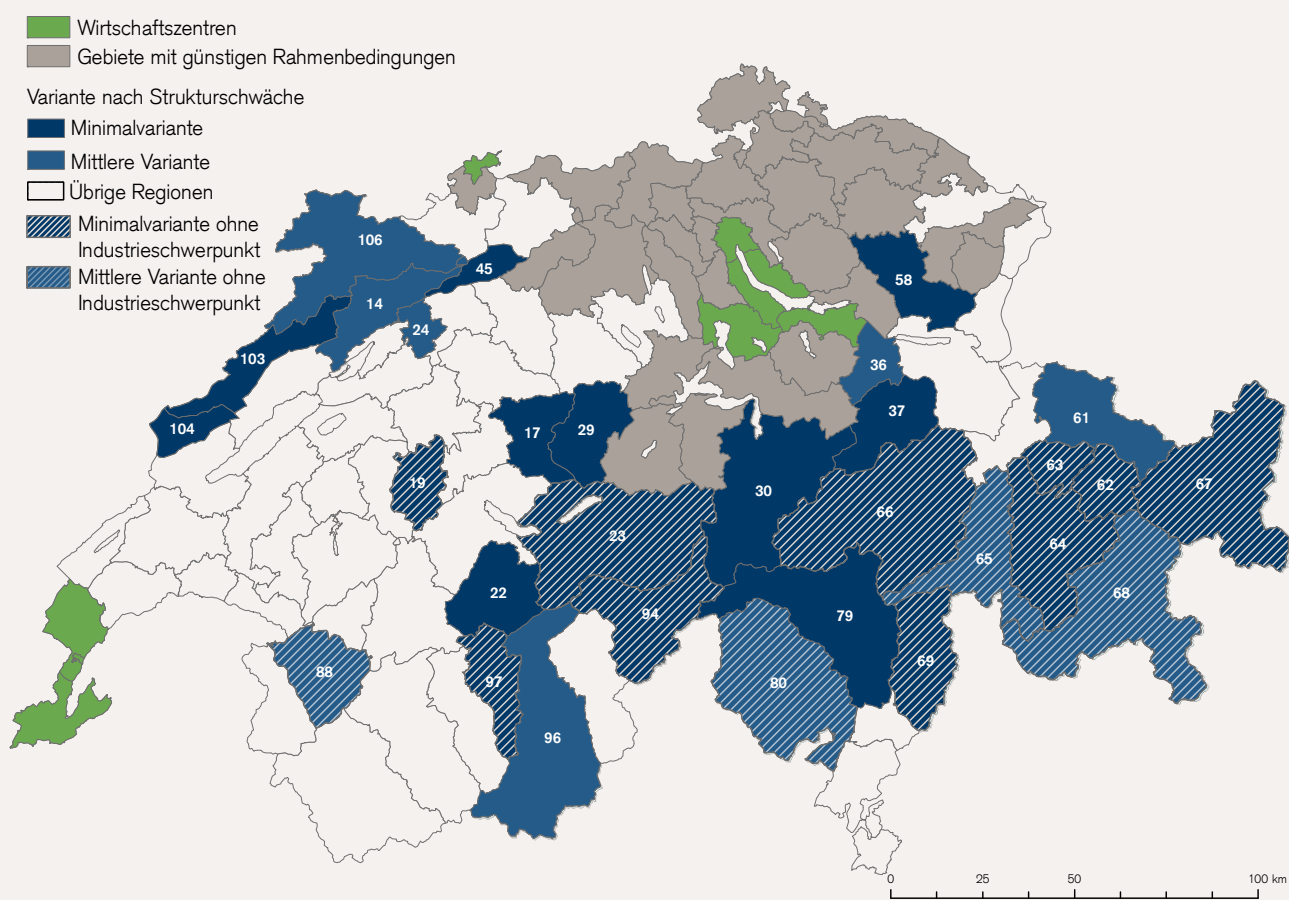 Wirtschaftszentren
Gebiete mit günstigen Rahmenbedingungen
Variante nach Strukturschwäche
Minimalvariante
Mittlere Variante
Übrige Regionen
Minimalvariante ohne
Industrieschwerpunkt
Mittlere Variante ohne
Industrieschwerpunkt
106
45
58
14
24
103
36
104
37
61
17
29
19
30
63
62
67
66
23
64
65
22
68
94
79
88
97
69
80
96
0 25 50 100 km